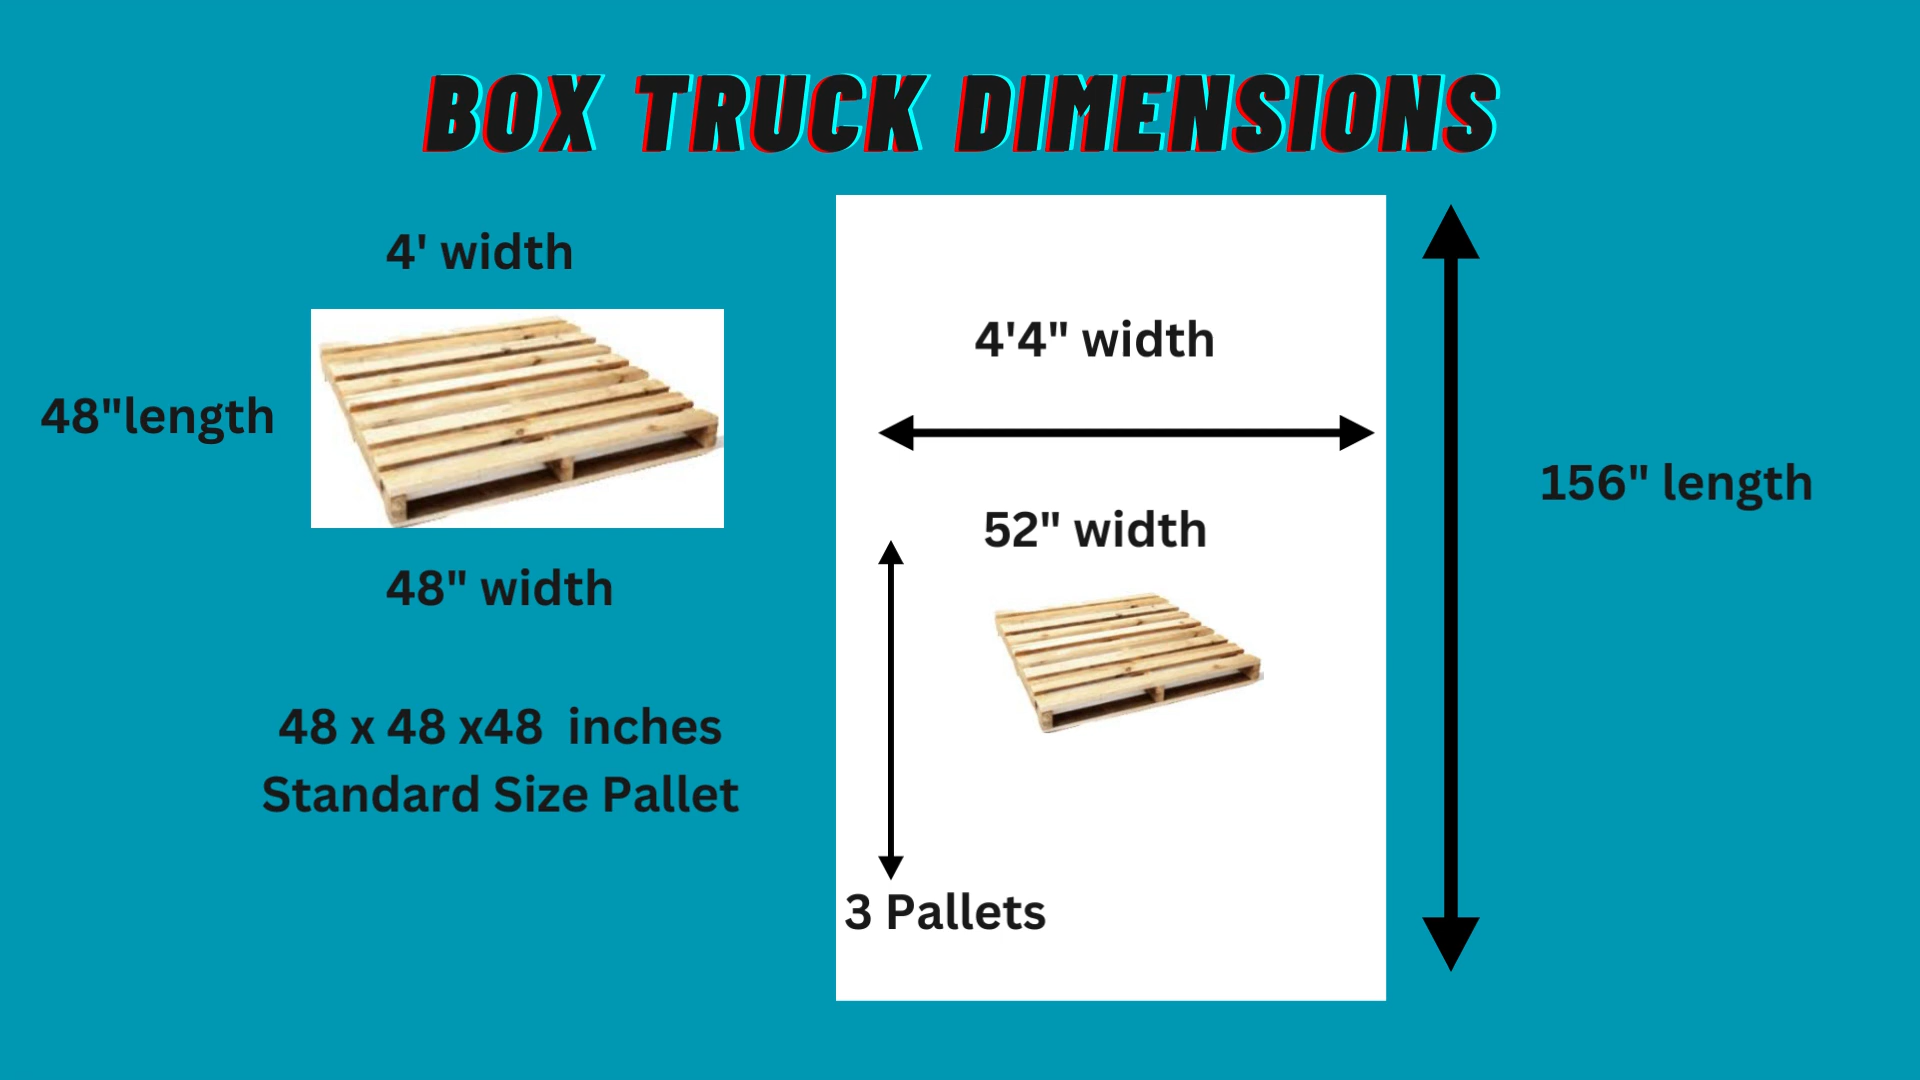 BOX TRUCK DIMENSIONS
4' width
48"length
48" width
48 x 48 x48  inches
Standard Size Pallet
4'4" width
52" width
3 Pallets
156" length